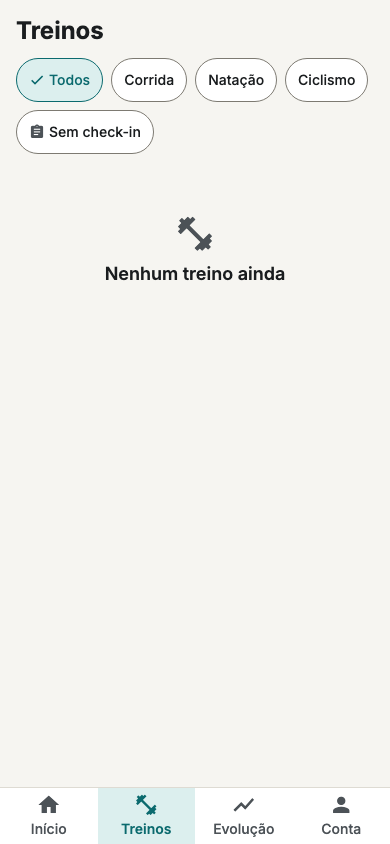 Treinos
Todos
Corrida
Natação
Ciclismo
Sem check-in
Nenhum treino ainda
Início
Treinos
Evolução
Conta